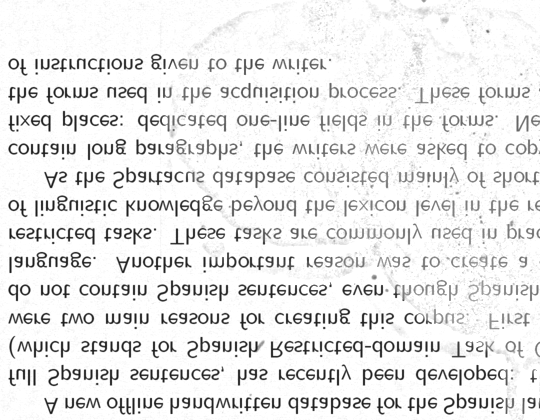 A new offline handwritten database for the Spanish
full Spanish sentences, has recently been developed:
(which stands for Spanish Restricted-domain Task of
were two main reasons for creating this corpus. First
do not contain Spanish sentences, even though Spanish
language. Another important reason was to create a
restricted tasks. These tasks are commonly used in
of linguistic knowledge beyond the lexicon level in the
As the Spartacus database consisted mainly of short
contain long paragraphs, the writers were asked to copy
fixed places: dedicated one-line fields in the forms.
the forms used in the acquisition process. These forms
of instructions given to the writer.